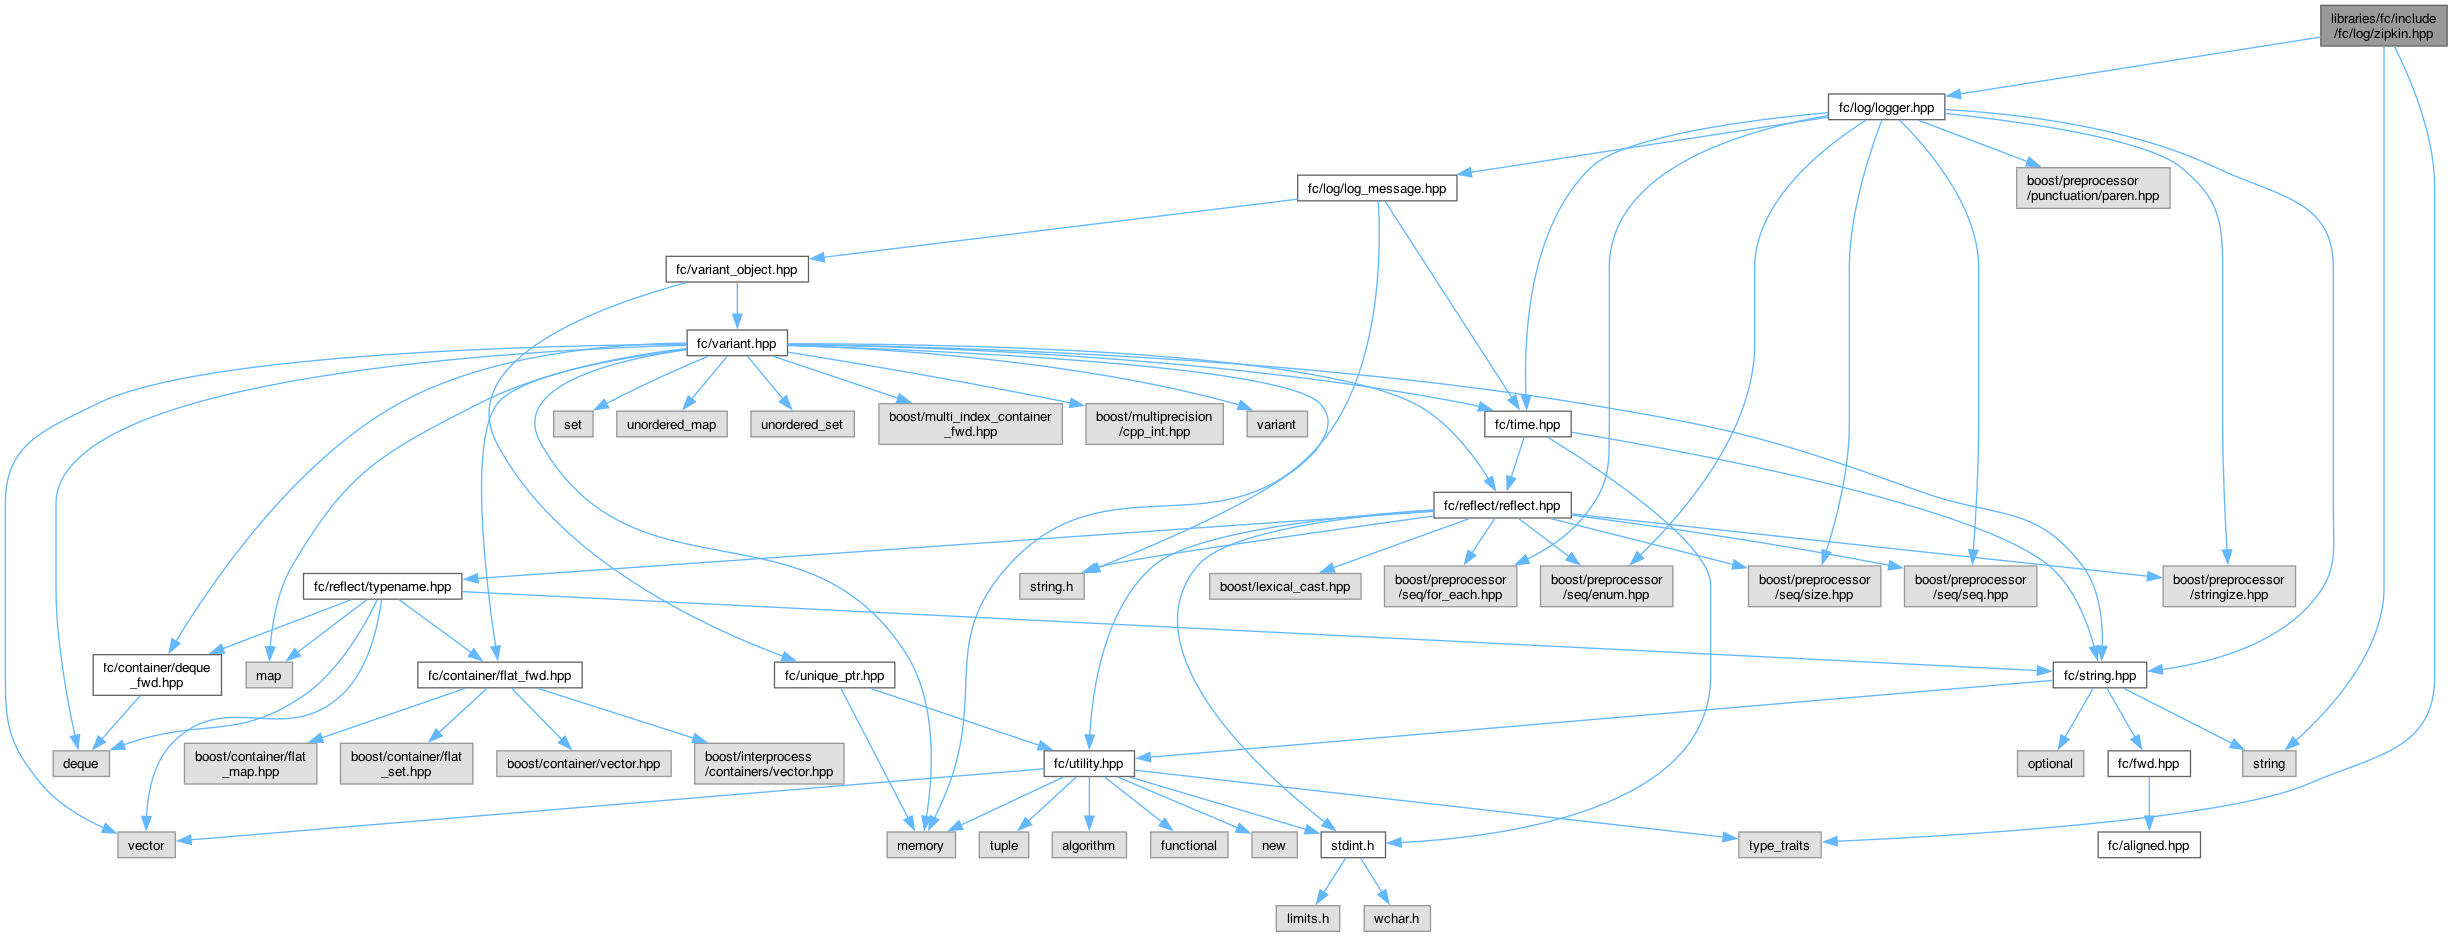 libraries/fc/include
/fc/log/zipkin.hpp
fc/log/logger.hpp
fc/log/log_message.hpp
boost/preprocessor
/punctuation/paren.hpp
fc/variant_object.hpp
fc/variant.hpp
set
unordered_map
unordered_set
boost/multi_index_container
_fwd.hpp
boost/multiprecision
/cpp_int.hpp
variant
fc/time.hpp
fc/reflect/reflect.hpp
fc/reflect/typename.hpp
string.h
boost/lexical_cast.hpp
boost/preprocessor
/seq/for_each.hpp
boost/preprocessor
/seq/enum.hpp
boost/preprocessor
/seq/size.hpp
boost/preprocessor
/seq/seq.hpp
boost/preprocessor
/stringize.hpp
fc/container/deque
_fwd.hpp
map
fc/container/flat_fwd.hpp
fc/unique_ptr.hpp
fc/string.hpp
deque
boost/container/flat
_map.hpp
boost/container/flat
_set.hpp
boost/container/vector.hpp
boost/interprocess
/containers/vector.hpp
fc/utility.hpp
optional
fc/fwd.hpp
string
vector
memory
tuple
algorithm
functional
new
stdint.h
type_traits
fc/aligned.hpp
limits.h
wchar.h